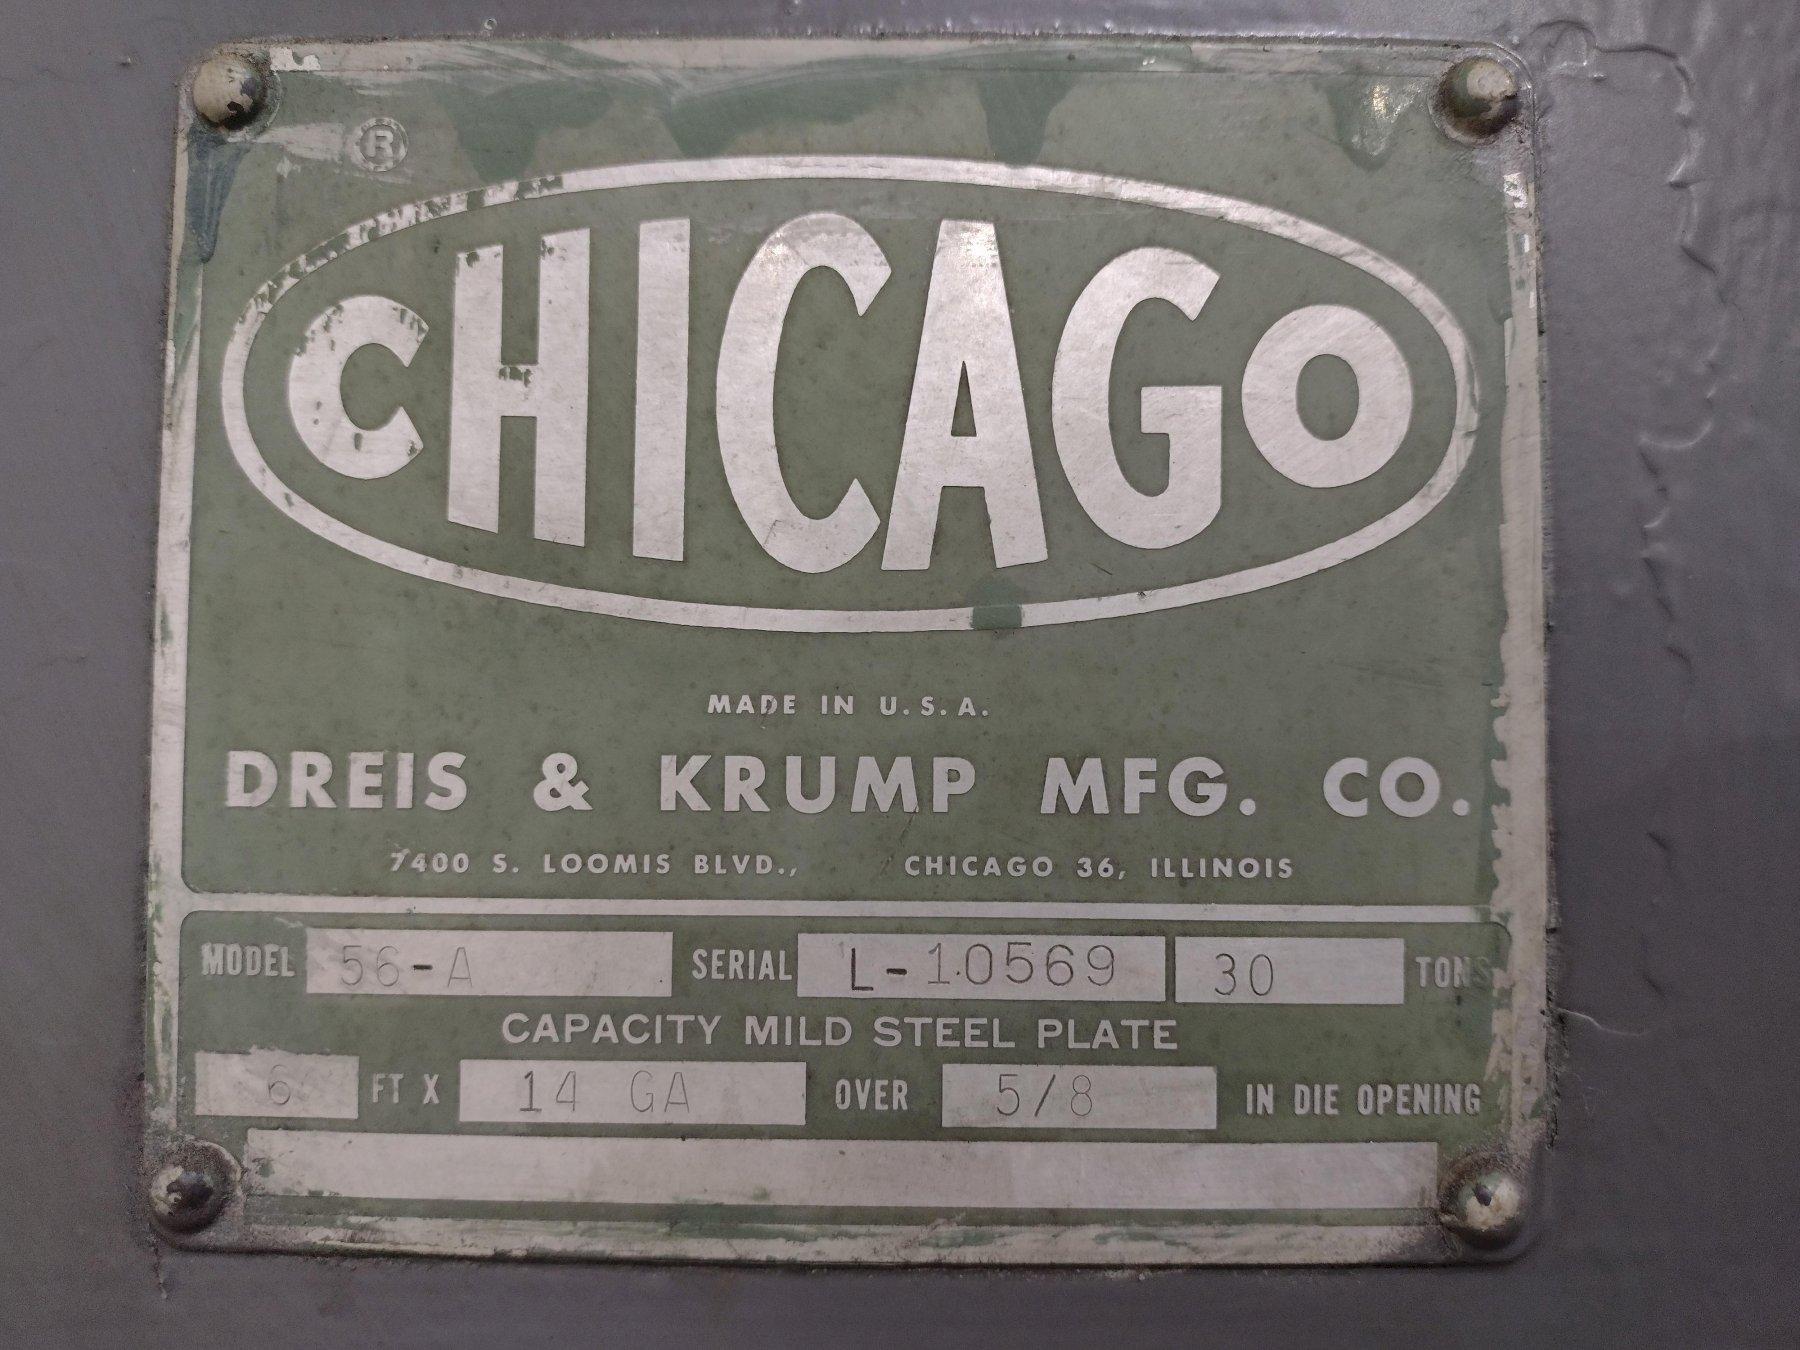 ®
CHICAGO
MADE IN U.S.A.
DREIS & KRUMP MFG. CO.
7400 S. LOOMIS BLVD., CHICAGO 36, ILLINOIS
MODEL 56-A SERIAL L-10569 30 TONS
CAPACITY MILD STEEL PLATE
6 FT X 14 GA OVER 5/8 IN DIE OPENING